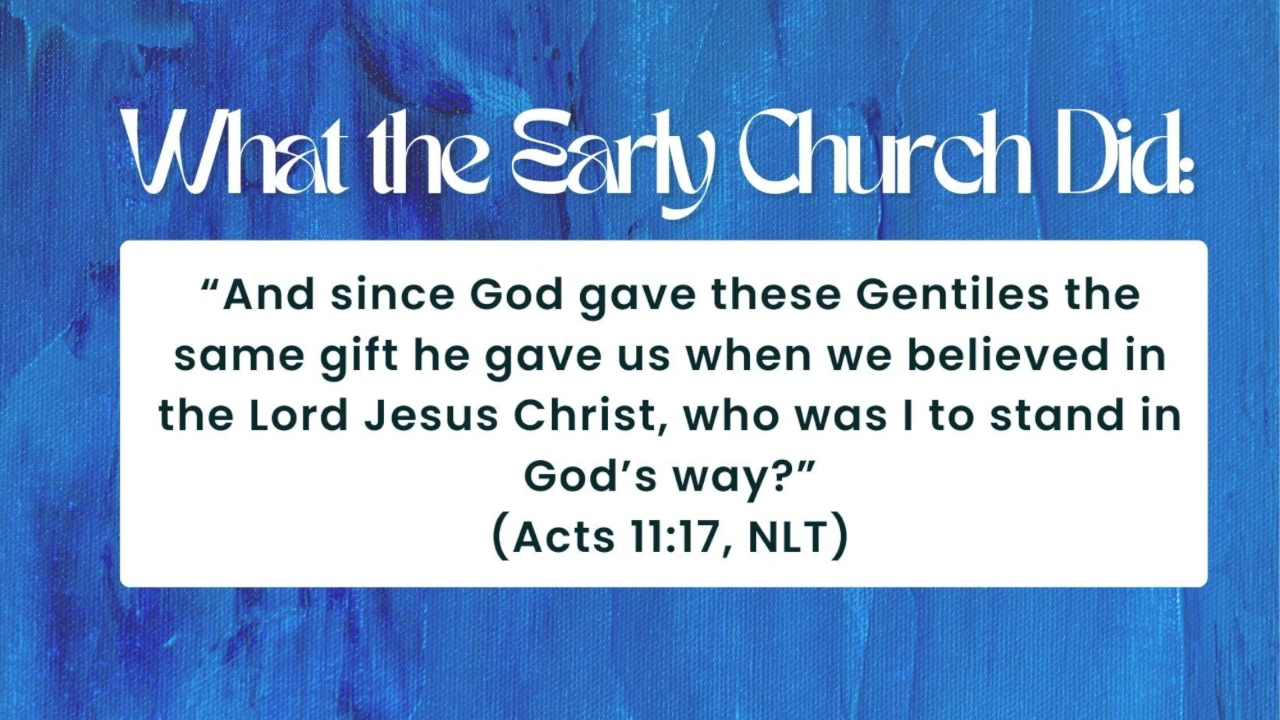 What the Early Church Did:
“And since God gave these Gentiles the
same gift he gave us when we believed in
the Lord Jesus Christ, who was I to stand in
God’s way?”
(Acts 11:17, NLT)